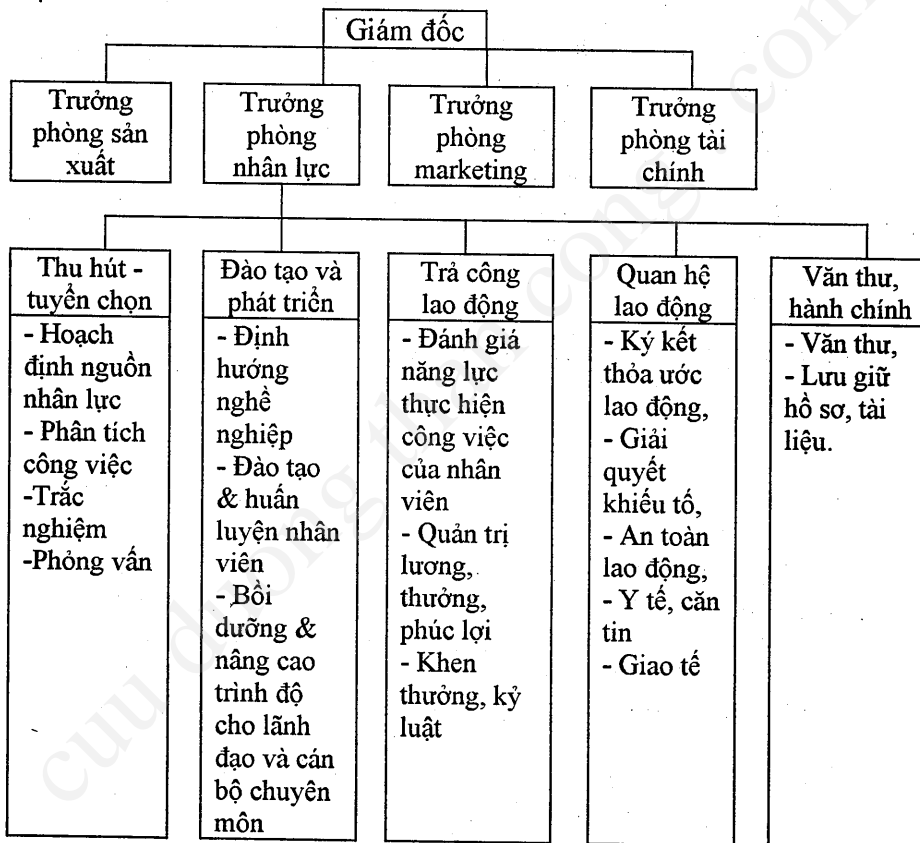 Giám đốc
Trưởng
phòng sản
xuất
Trưởng
phòng
nhân lực
Trưởng
phòng
marketing
Trưởng
phòng tài
chính
Thu hút -
tuyển chọn
- Hoạch
định nguồn
nhân lực
- Phân tích
công việc
-Trắc
nghiệm
-Phỏng vấn
Đào tạo và
phát triển
- Định
hướng
nghề
nghiệp
- Đào tạo
& huấn
luyện nhân
viên
- Bồi
dưỡng &
nâng cao
trình độ
cho lãnh
đạo và cán
bộ chuyên
môn
Trả công
lao động
- Đánh giá
năng lực
thực hiện
công việc
của nhân
viên
- Quản trị
lương,
thưởng,
phúc lợi
- Khen
thưởng, kỷ
luật
Quan hệ
lao động
- Ký kết
thỏa ước
lao động,
- Giải
quyết
khiếu tố,
- An toàn
lao động,
- Y tế, căn
tin
- Giao tế
Văn thư,
hành chính
- Văn thư,
- Lưu giữ
hồ sơ, tài
liệu.
cuu duong than cong . com